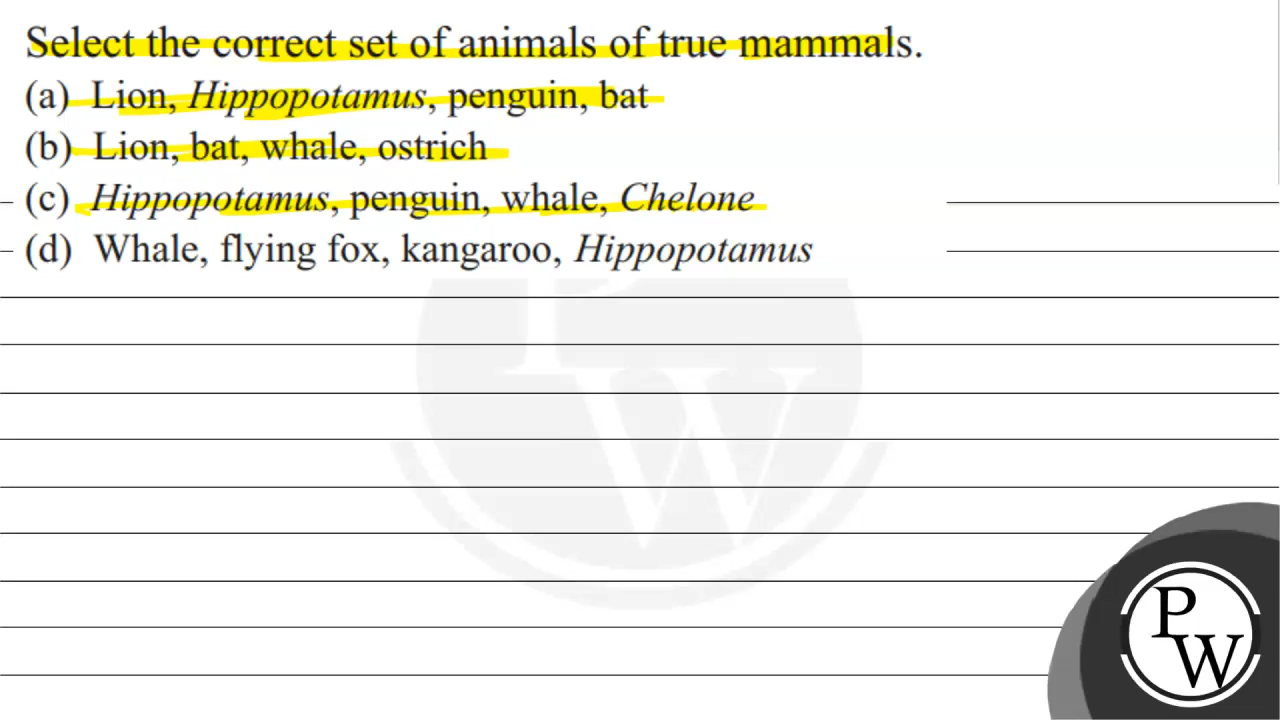 Select the correct set of animals of true mammals.
(a) Lion, Hippopotamus, penguin, bat
(b) Lion, bat, whale, ostrich
(c) Hippopotamus, penguin, whale, Chelone
(d) Whale, flying fox, kangaroo, Hippopotamus
PW